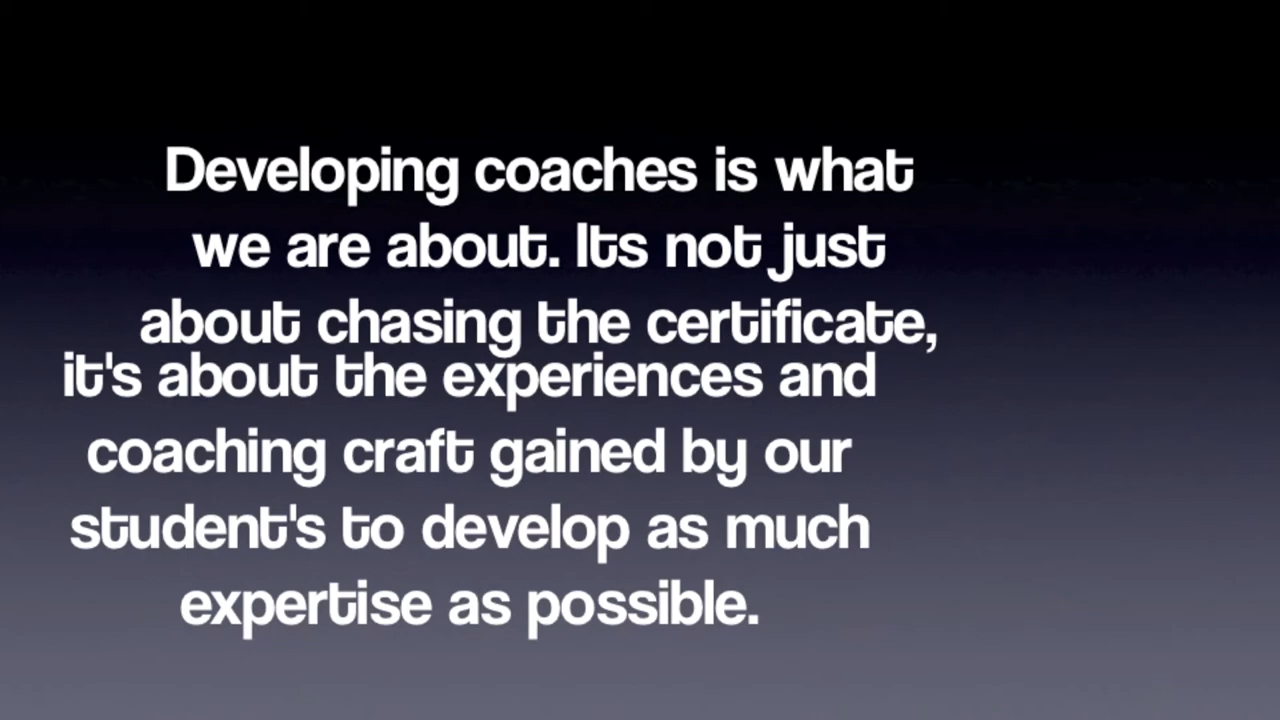 Developing coaches is what
we are about. Its not just
about chasing the certificate,
it's about the experiences and
coaching craft gained by our
student's to develop as much
expertise as possible.